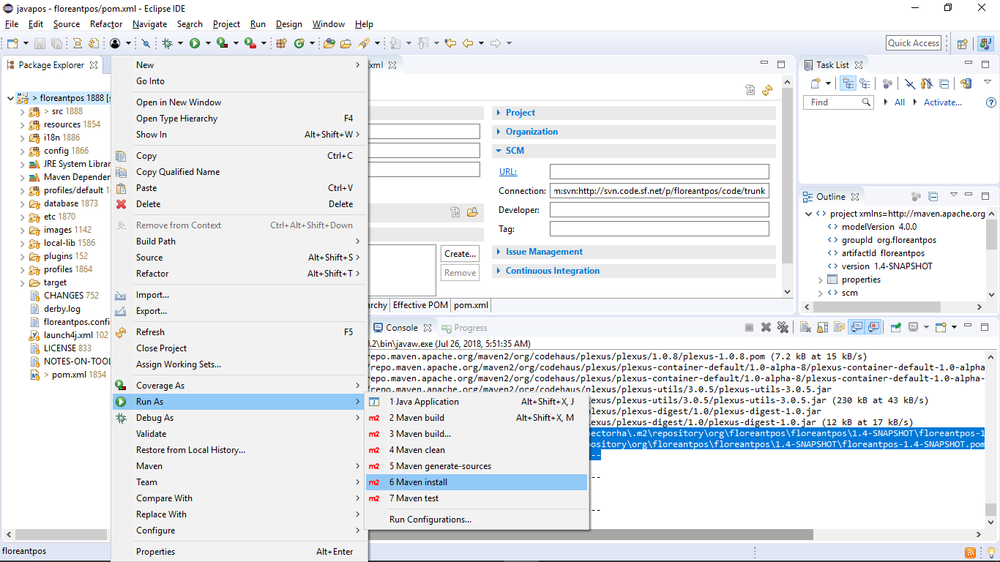 javapos - floreantpos/pom.xml - Eclipse IDE
File Edit Source Refactor Navigate Search Project Run Design Window Help
Quick Access
Package Explorer
> floreantpos 1888 [s
> src 1888
resources 1854
i18n 1886
config 1866
JRE System Librar
Maven Dependen
profiles/default 1
database 1873
etc 1870
images 1142
local-lib 1586
plugins 152
profiles 1864
target
CHANGES 752
derby.log
floreantpos.config
launch4j.xml 102
LICENSE 833
NOTES-ON-TOOL
> pom.xml 1854
New
Go Into
Open in New Window
Open Type Hierarchy F4
Show In Alt+Shift+W
Copy Ctrl+C
Copy Qualified Name
Paste Ctrl+V
Delete Delete
Remove from Context Ctrl+Alt+Shift+Down
Build Path
Source Alt+Shift+S
Refactor Alt+Shift+T
Import...
Export...
Refresh F5
Close Project
Assign Working Sets...
Coverage As
Run As
Debug As
Validate
Restore from Local History...
Maven
Team
Compare With
Replace With
Configure
Properties Alt+Enter
1 Java Application Alt+Shift+X, J
m2 2 Maven build Alt+Shift+X, M
m2 3 Maven build...
m2 4 Maven clean
m2 5 Maven generate-sources
m2 6 Maven install
m2 7 Maven test
Run Configurations...
xml
Project
Organization
SCM
URL:
Connection: m:svn:http://svn.code.sf.net/p/floreantpos/code/trunk
Developer:
Tag:
Issue Management
Continuous Integration
Create...
Remove
archy Effective POM pom.xml
Task List
Find All Activate...
Outline
project xmlns=http://maven.apache.org
modelVersion 4.0.0
groupId org.floreantpos
artifactId floreantpos
version 1.4-SNAPSHOT
properties
scm
Console Progress
0.2\bin\javaw.exe (Jul 26, 2018, 5:51:35 AM)
/repo.maven.apache.org/maven2/org/codehaus/plexus/plexus/1.0.8/plexus-1.0.8.pom (7.2 kB at 15 kB/s)
/repo.maven.apache.org/maven2/org/codehaus/plexus/plexus-container-default/1.0-alpha-8/plexus-container-default-1.0-alpha
/repo.maven.apache.org/maven2/org/codehaus/plexus/plexus-container-default/1.0-alpha-8/plexus-container-default-1.0-alpha
/repo.maven.apache.org/maven2/org/codehaus/plexus/plexus-utils/3.0.5/plexus-utils-3.0.5.jar
plexus/plexus-utils/3.0.5/plexus-utils-3.0.5.jar (230 kB at 43 kB/s)
/plexus/plexus-digest/1.0/plexus-digest-1.0.jar
/plexus/plexus-digest/1.0/plexus-digest-1.0.jar (12 kB at 17 kB/s)
nectorha\.m2\repository\org\floreantpos\floreantpos\1.4-SNAPSHOT\floreantpos-1
pository\org\floreantpos\floreantpos\1.4-SNAPSHOT\floreantpos-1.4-SNAPSHOT.pom
--
--
--
floreantpos